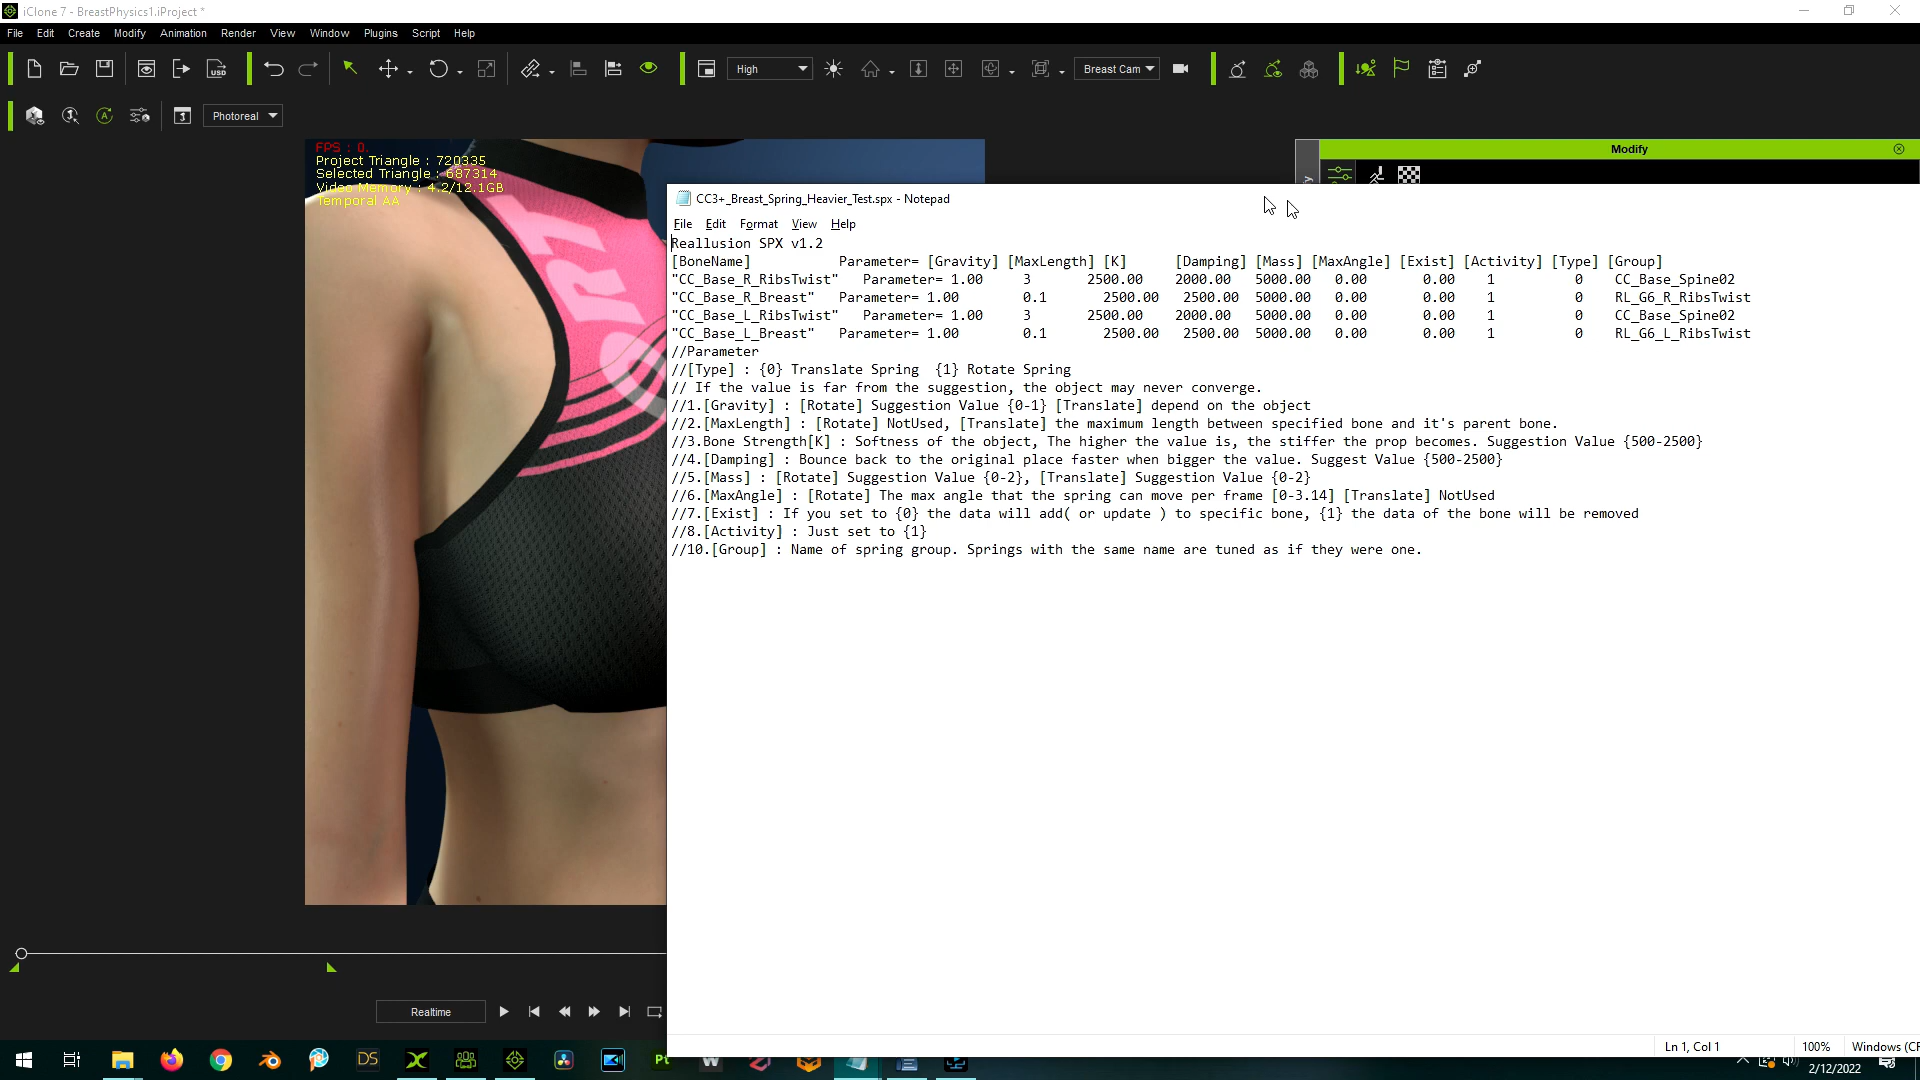 iClone 7 - BreastPhysics1.iProject *
File Edit Create Modify Animation Render View Window Plugins Script Help
USD High Breast Cam
Photoreal
FPS : 0.
Project Triangle : 720335
Selected Triangle : 687314
Video Memory : 4.2/12.1GB
Temporal AA
Modify
CC3+_Breast_Spring_Heavier_Test.spx - Notepad
File Edit Format View Help
Reallusion SPX v1.2
[BoneName] Parameter= [Gravity] [MaxLength] [K] [Damping] [Mass] [MaxAngle] [Exist] [Activity] [Type] [Group]
"CC_Base_R_RibsTwist" Parameter= 1.00 3 2500.00 2000.00 5000.00 0.00 0.00 1 0 CC_Base_Spine02
"CC_Base_R_Breast" Parameter= 1.00 0.1 2500.00 2500.00 5000.00 0.00 0.00 1 0 RL_G6_R_RibsTwist
"CC_Base_L_RibsTwist" Parameter= 1.00 3 2500.00 2000.00 5000.00 0.00 0.00 1 0 CC_Base_Spine02
"CC_Base_L_Breast" Parameter= 1.00 0.1 2500.00 2500.00 5000.00 0.00 0.00 1 0 RL_G6_L_RibsTwist
//Parameter
//[Type] : {0} Translate Spring {1} Rotate Spring
// If the value is far from the suggestion, the object may never converge.
//1.[Gravity] : [Rotate] Suggestion Value {0-1} [Translate] depend on the object
//2.[MaxLength] : [Rotate] NotUsed, [Translate] the maximum length between specified bone and it's parent bone.
//3.Bone Strength[K] : Softness of the object, The higher the value is, the stiffer the prop becomes. Suggestion Value {500-2500}
//4.[Damping] : Bounce back to the original place faster when bigger the value. Suggest Value {500-2500}
//5.[Mass] : [Rotate] Suggestion Value {0-2}, [Translate] Suggestion Value {0-2}
//6.[MaxAngle] : [Rotate] The max angle that the spring can move per frame [0-3.14] [Translate] NotUsed
//7.[Exist] : If you set to {0} the data will add( or update ) to specific bone, {1} the data of the bone will be removed
//8.[Activity] : Just set to {1}
//10.[Group] : Name of spring group. Springs with the same name are tuned as if they were one.
Realtime
Ln 1, Col 1 100% Windows (CR
DS Pt W
2/12/2022